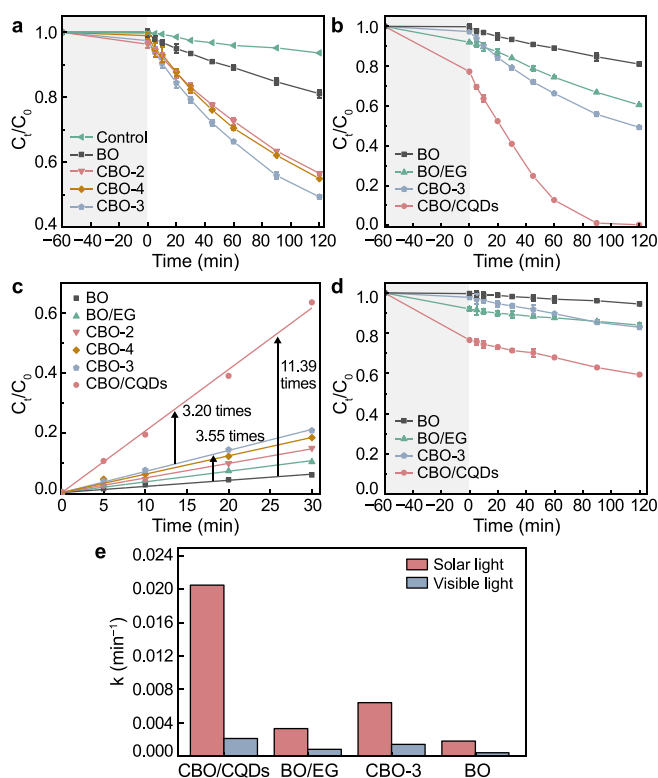 a
C_t/C_0
1.0
0.8
0.6
0.4
Control
BO
CBO-2
CBO-4
CBO-3
−60 −40 −20 0 20 40 60 80 100 120
Time (min)
b
C_t/C_0
1.0
0.8
0.6
0.4
0.2
0.0
BO
BO/EG
CBO-3
CBO/CQDs
−60 −40 −20 0 20 40 60 80 100 120
Time (min)
c
C_t/C_0
0.6
0.4
0.2
0.0
BO
BO/EG
CBO-2
CBO-4
CBO-3
CBO/CQDs
11.39
times
3.20 times
3.55 times
0 5 10 15 20 25 30
Time (min)
d
C_t/C_0
1.0
0.8
0.6
0.4
0.2
0.0
BO
BO/EG
CBO-3
CBO/CQDs
−60 −40 −20 0 20 40 60 80 100 120
Time (min)
e
k (min⁻¹)
0.024
0.020
0.016
0.012
0.008
0.004
0.000
Solar light
Visible light
CBO/CQDs BO/EG CBO-3 BO